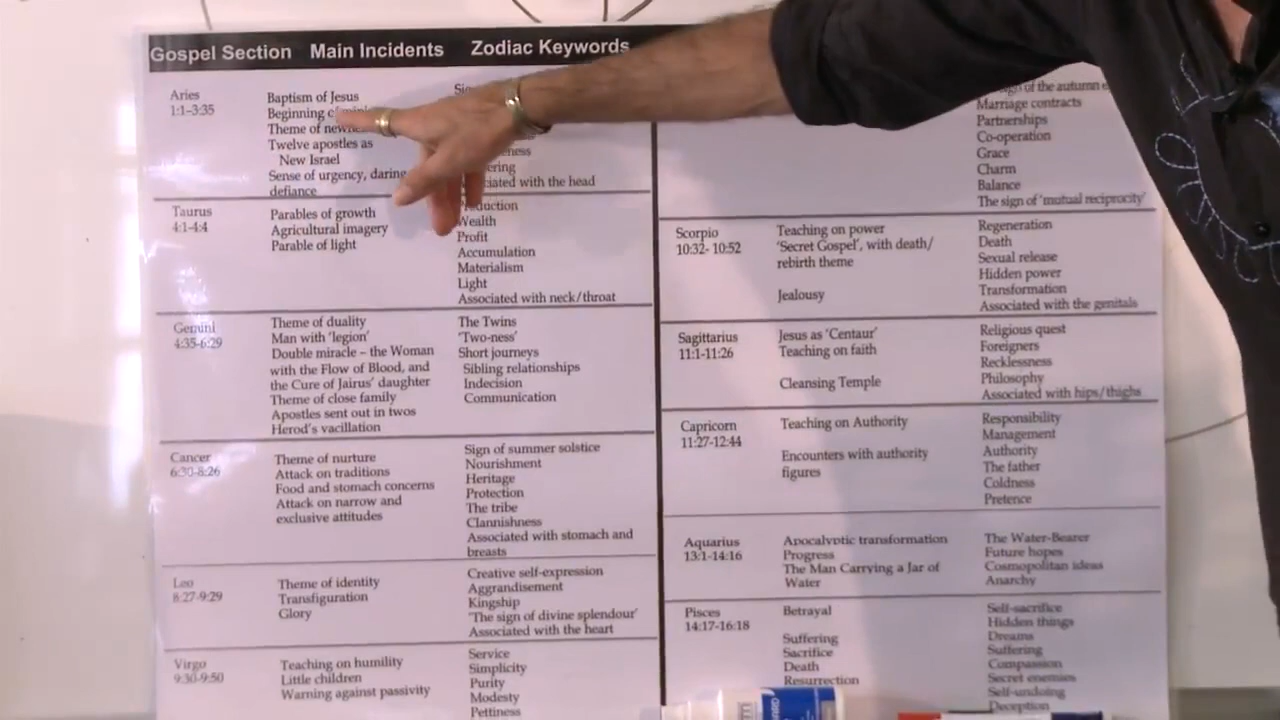 Gospel Section Main Incidents Zodiac Keywords
Aries
1:1-3:35
Baptism of Jesus
Beginning
Theme of
Twelve apostles as
New Israel
Sense of urgency, daring
defiance
associated with the head
Taurus
4:1-4:4
Parables of growth
Agricultural imagery
Parable of light
Production
Wealth
Profit
Accumulation
Materialism
Light
Associated with neck/throat
Gemini
4:35-6:29
Theme of duality
Man with 'legion'
Double miracle – the Woman
with the Flow of Blood, and
the Cure of Jairus' daughter
Theme of close family
Apostles sent out in twos
Herod's vacillation
The Twins
'Two-ness'
Short journeys
Sibling relationships
Indecision
Communication
Cancer
6:30-8:26
Theme of nurture
Attack on traditions
Food and stomach concerns
Attack on narrow and
exclusive attitudes
Sign of summer solstice
Nourishment
Heritage
Protection
The tribe
Clannishness
Associated with stomach and
breasts
Leo
8:27-9:29
Theme of identity
Transfiguration
Glory
Creative self-expression
Aggrandisement
Kingship
'The sign of divine splendour'
Associated with the heart
Virgo
9:30-9:50
Teaching on humility
Little children
Warning against passivity
Service
Simplicity
Purity
Modesty
Pettiness
of the autumn
Marriage contracts
Partnerships
Co-operation
Grace
Charm
Balance
The sign of 'mutual reciprocity'
Scorpio
10:32- 10:52
Teaching on power
'Secret Gospel', with death/
rebirth theme
Jealousy
Regeneration
Death
Sexual release
Hidden power
Transformation
Associated with the genitals
Sagittarius
11:1-11:26
Jesus as 'Centaur'
Teaching on faith
Cleansing Temple
Religious quest
Foreigners
Recklessness
Philosophy
Associated with hips/thighs
Capricorn
11:27-12:44
Teaching on Authority
Encounters with authority
figures
Responsibility
Management
Authority
The father
Coldness
Pretence
Aquarius
13:1-14:16
Apocalyptic transformation
Progress
The Man Carrying a Jar of
Water
The Water-Bearer
Future hopes
Cosmopolitan ideas
Anarchy
Pisces
14:17-16:18
Betrayal
Suffering
Sacrifice
Death
Resurrection
Self-sacrifice
Hidden things
Dreams
Suffering
Compassion
Secret enemies
Self-undoing
Deception